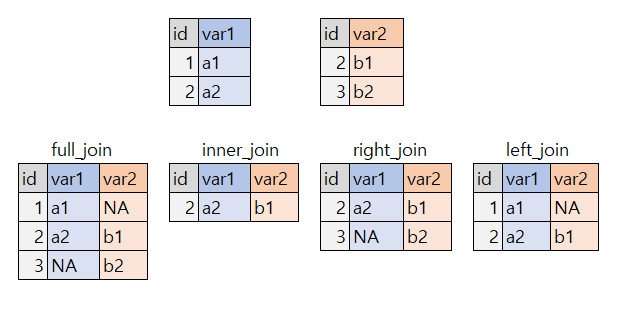 id var1
1 a1
2 a2
id var2
2 b1
3 b2
full_join
id var1 var2
1 a1 NA
2 a2 b1
3 NA b2
inner_join
id var1 var2
2 a2 b1
right_join
id var1 var2
2 a2 b1
3 NA b2
left_join
id var1 var2
1 a1 NA
2 a2 b1